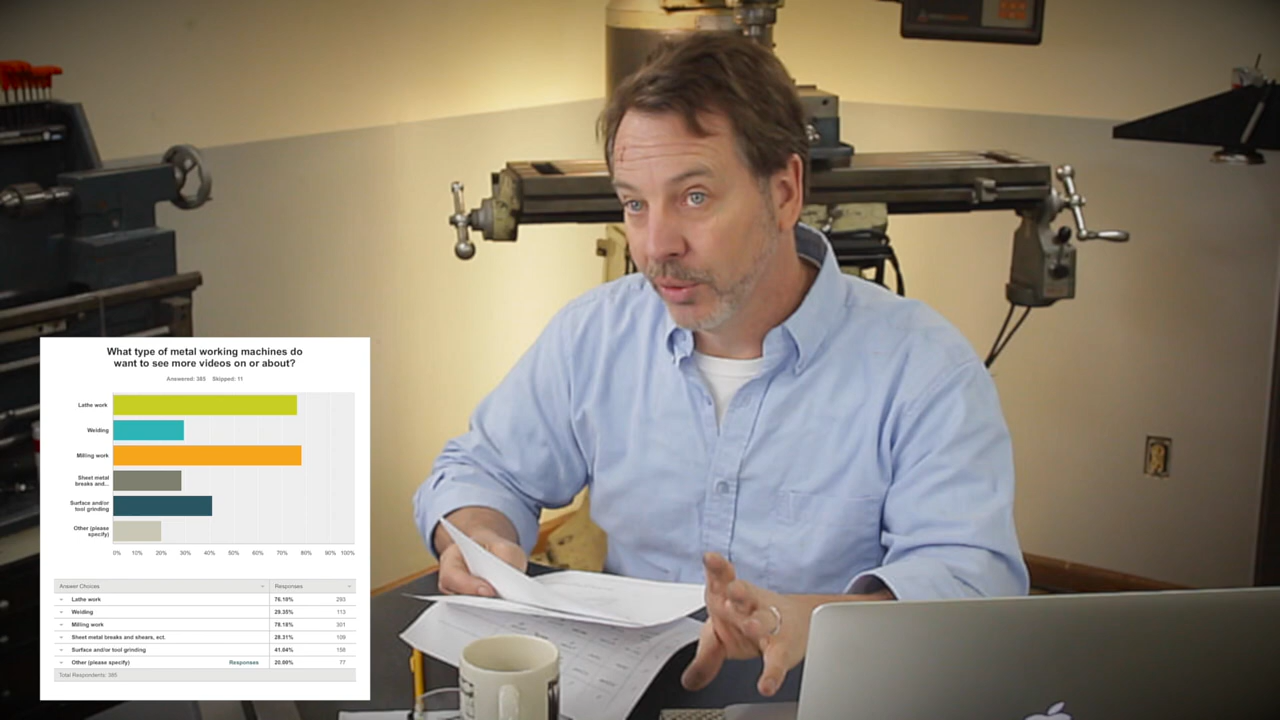 What type of metal working machines do
want to see more videos on or about?
Answered: 385 Skipped: 11
Lathe work
Welding
Milling work
Sheet metal
breaks and...
Surface and/or
tool grinding
Other (please
specify)
0% 10% 20% 30% 40% 50% 60% 70% 80% 90% 100%
Answer Choices Responses
Lathe work 76.10% 293
Welding 29.35% 113
Milling work 78.18% 301
Sheet metal breaks and shears, ect. 28.31% 109
Surface and/or tool grinding 41.04% 158
Other (please specify) Responses 20.00% 77
Total Respondents: 385